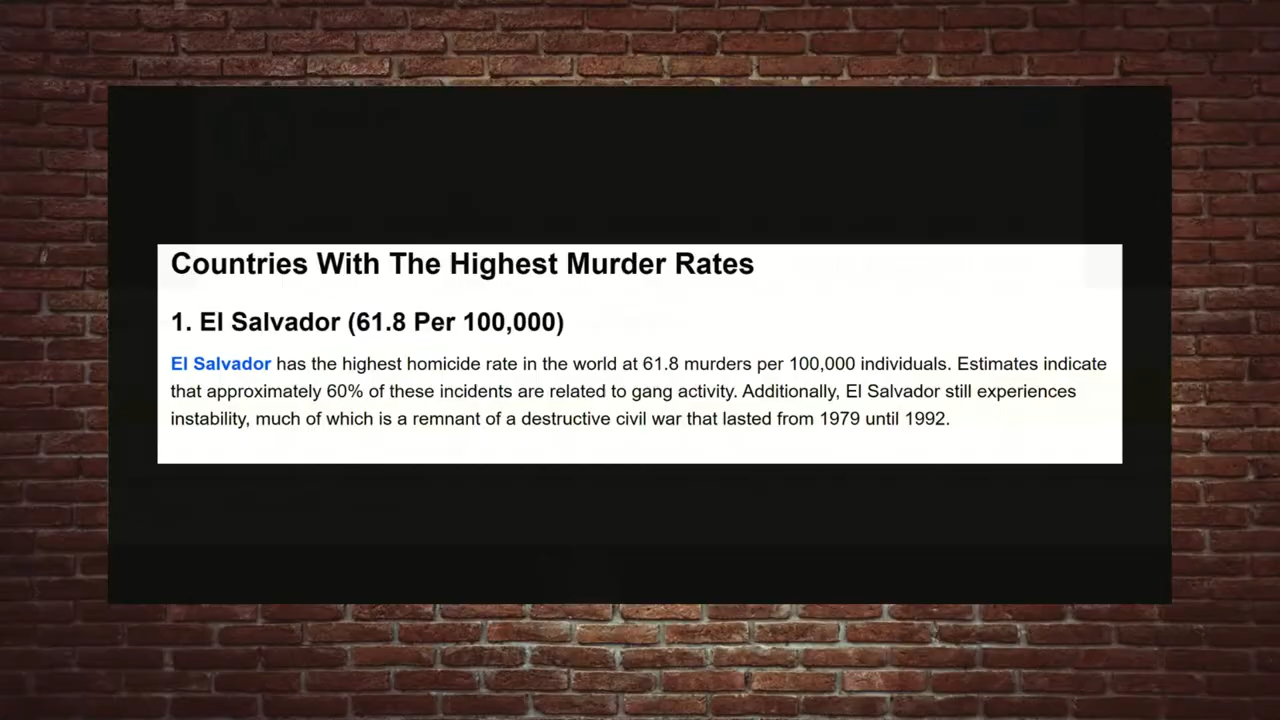 Countries With The Highest Murder Rates
1. El Salvador (61.8 Per 100,000)
El Salvador has the highest homicide rate in the world at 61.8 murders per 100,000 individuals. Estimates indicate
that approximately 60% of these incidents are related to gang activity. Additionally, El Salvador still experiences
instability, much of which is a remnant of a destructive civil war that lasted from 1979 until 1992.